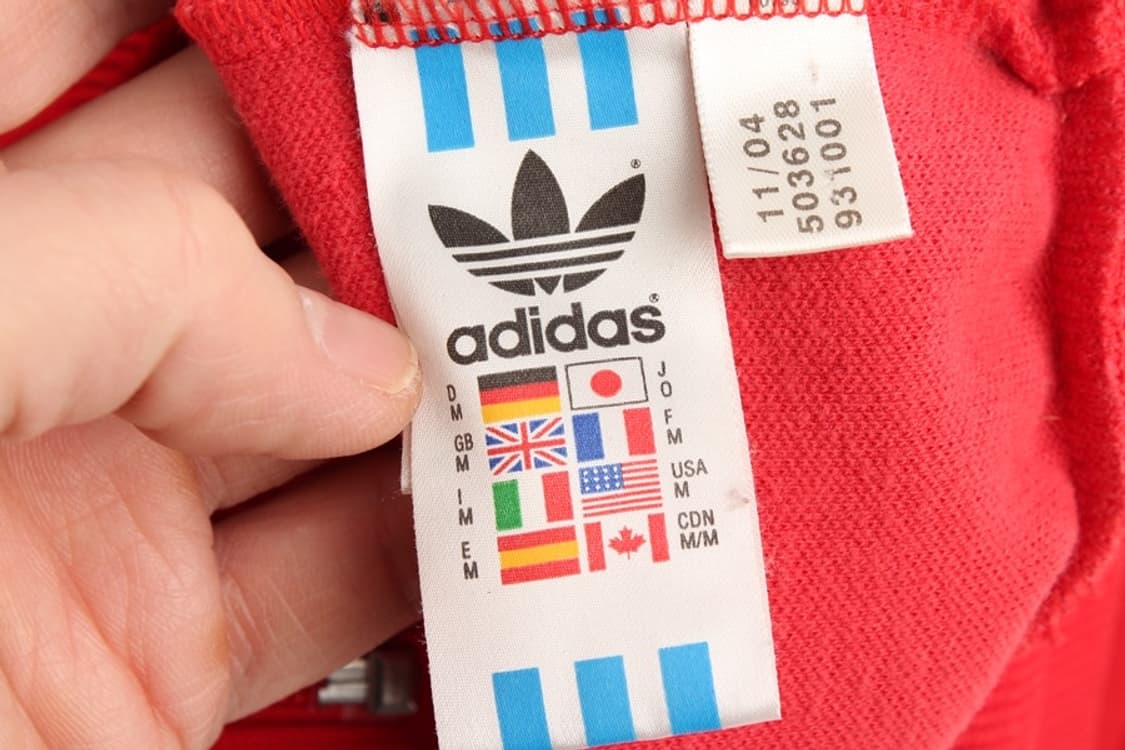 ®
adidas®
D
M
J
O
GB
M
F
M
I
M
USA
M
E
M
CDN
M/M
11/04
503628
931001